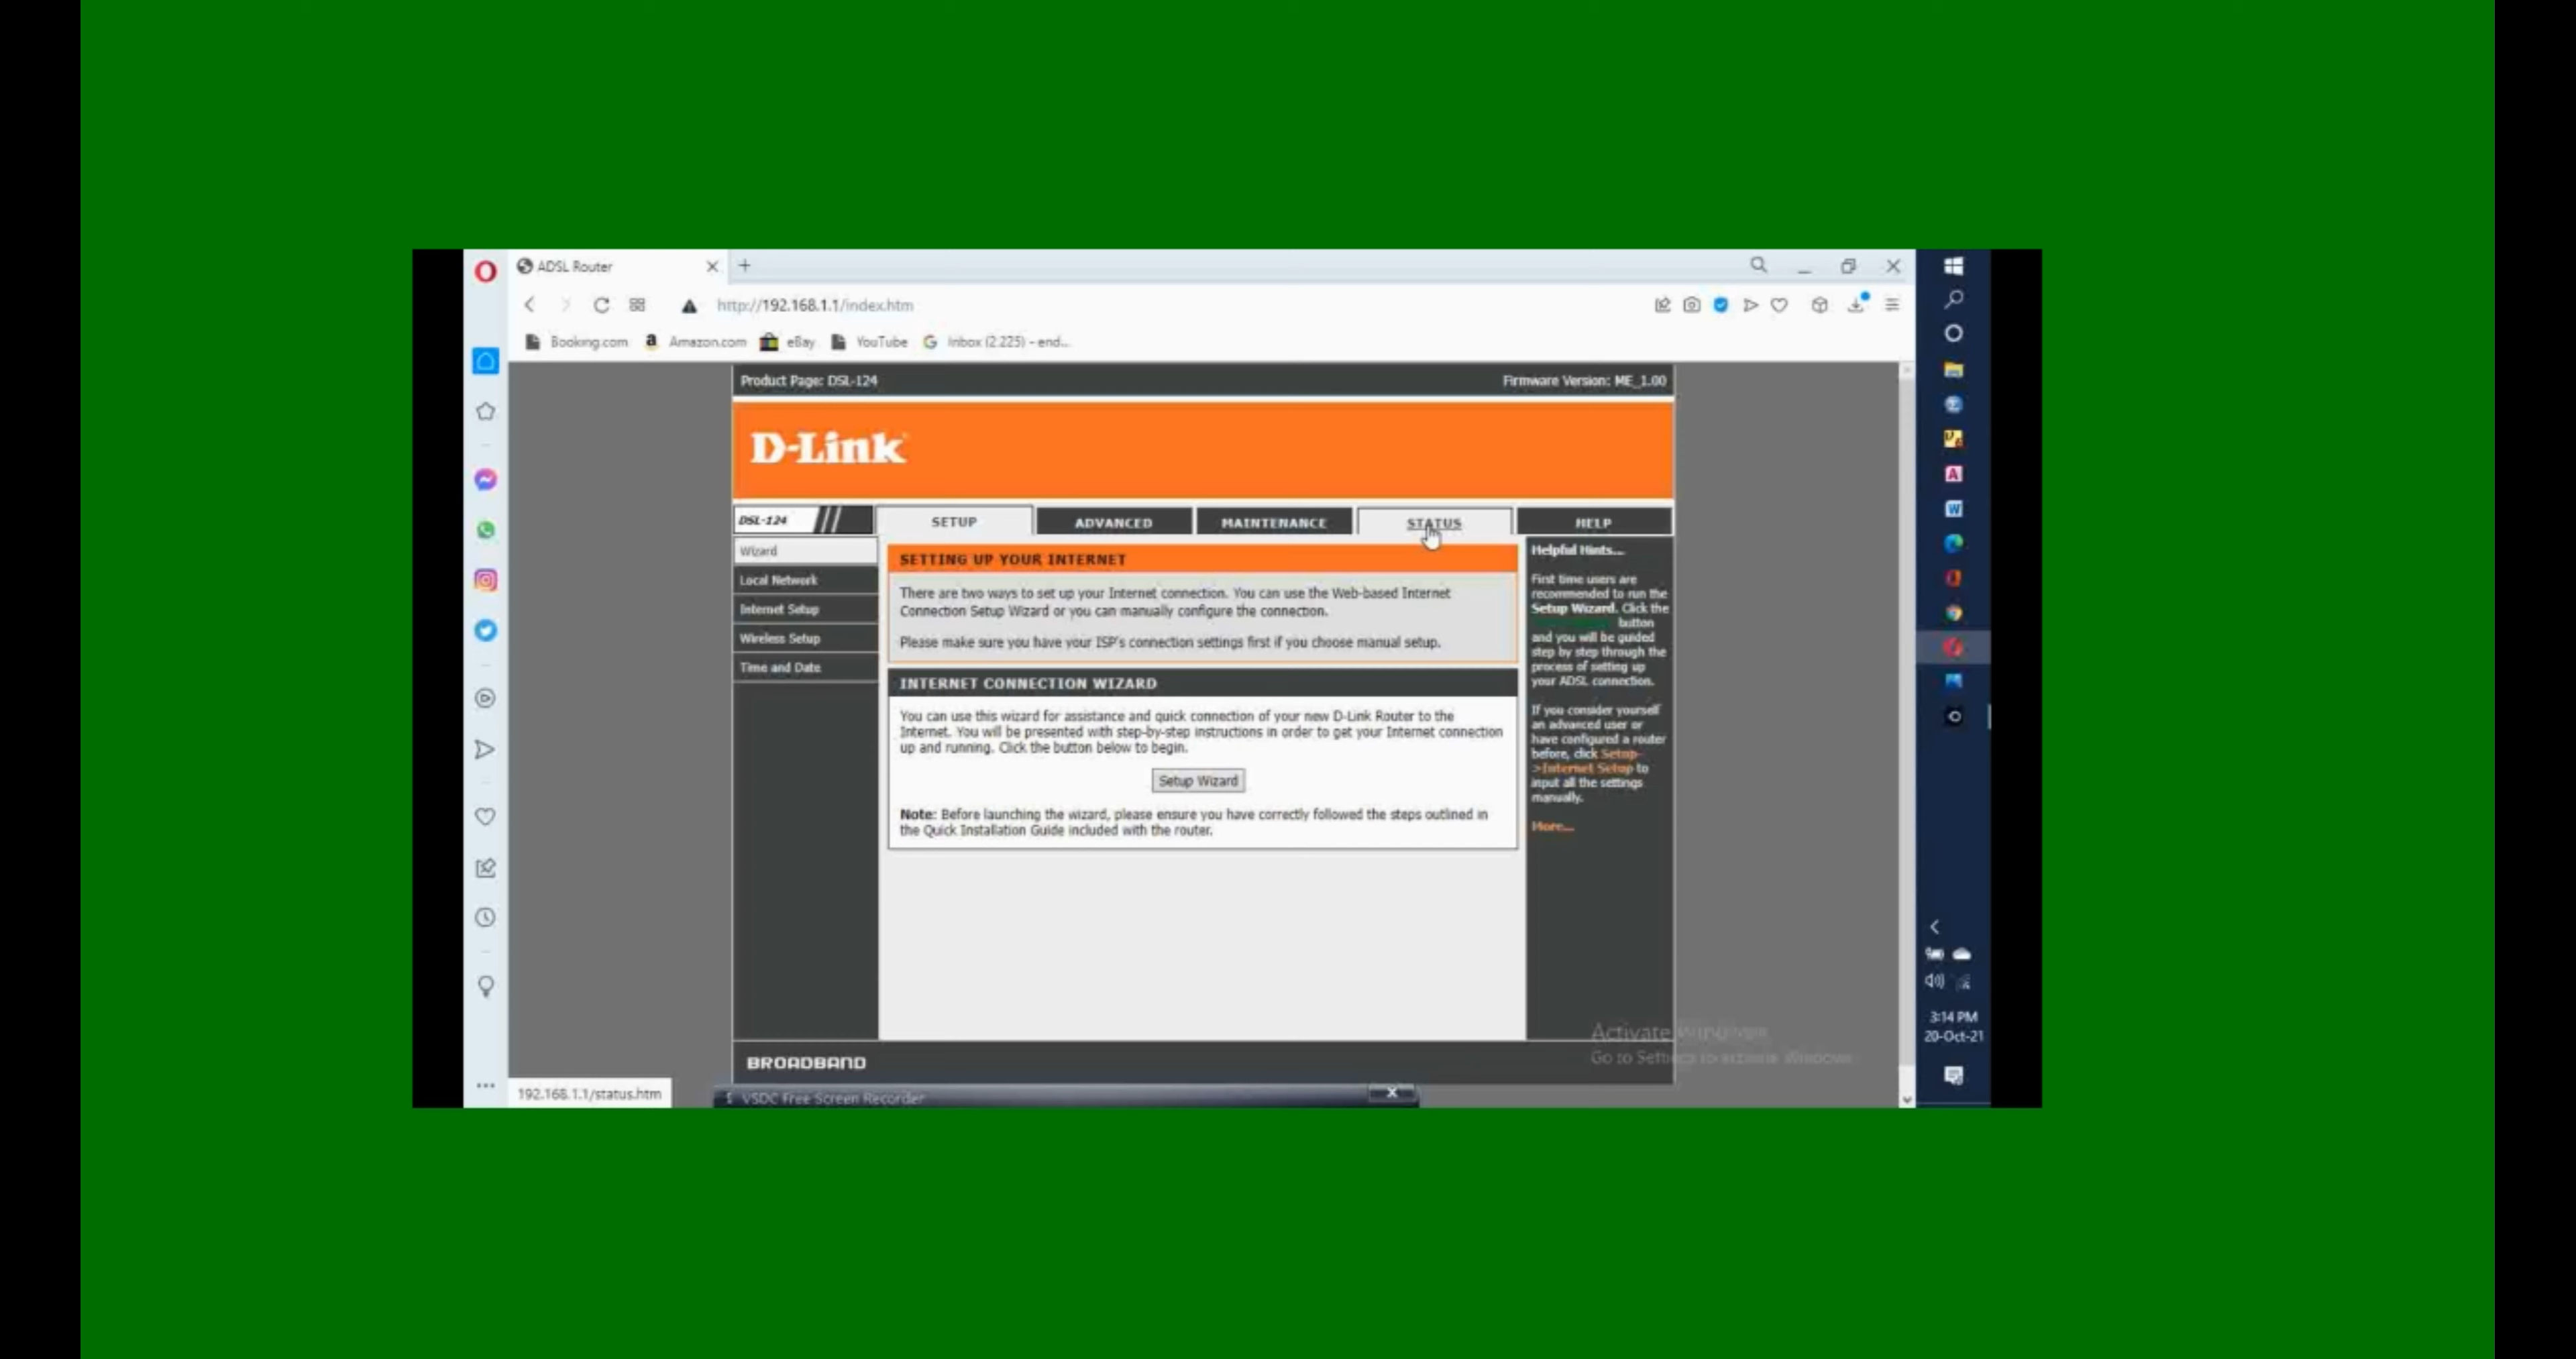 ADSL Router
http://192.168.1.1/index.htm
Booking.com Amazon.com eBay YouTube Inbox (2.225) - end...
Product Page: DSL-124 Firmware Version: ME_1.00
D-Link
DSL-124 SETUP ADVANCED MAINTENANCE STATUS HELP
Wizard
Local Network
Internet Setup
Wireless Setup
Time and Date
SETTING UP YOUR INTERNET
There are two ways to set up your Internet connection. You can use the Web-based Internet
Connection Setup Wizard or you can manually configure the connection.
Please make sure you have your ISP's connection settings first if you choose manual setup.
INTERNET CONNECTION WIZARD
You can use this wizard for assistance and quick connection of your new D-Link Router to the
Internet. You will be presented with step-by-step instructions in order to get your Internet connection
up and running. Click the button below to begin.
Setup Wizard
Note: Before launching the wizard, please ensure you have correctly followed the steps outlined in
the Quick Installation Guide included with the router.
Helpful Hints...
First time users are
recommended to run the
Setup Wizard. Click the
button
and you will be guided
step by step through the
process of setting up
your ADSL connection.
If you consider yourself
an advanced user or
have configured a router
before, click Setup-
>Internet Setup to
input all the settings
manually.
More...
BROADBAND
Activate Windows
Go to Settings to activate Windows.
192.168.1.1/status.htm
VSDC Free Screen Recorder
3:14 PM
20-Oct-21